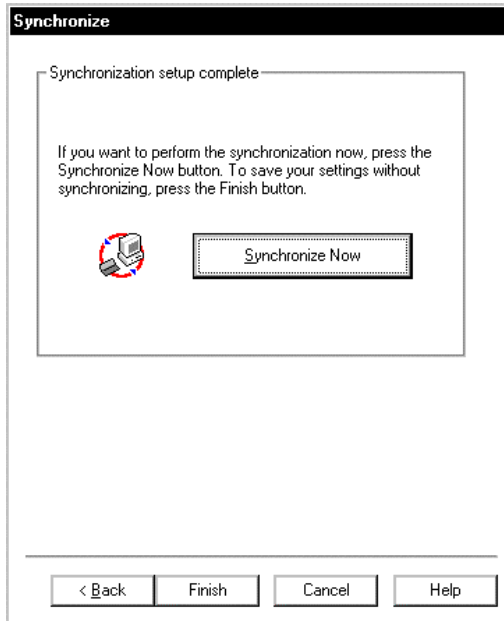 Synchronize
Synchronization setup complete
If you want to perform the synchronization now, press the
Synchronize Now button. To save your settings without
synchronizing, press the Finish button.
Synchronize Now
< Back
Finish
Cancel
Help